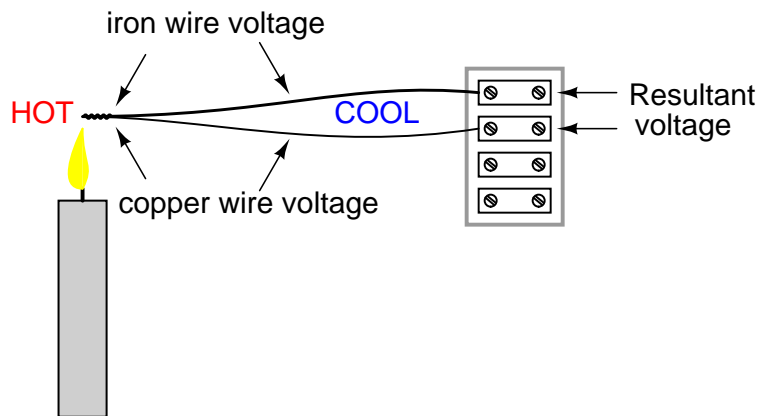 iron wire voltage
HOT
COOL
Resultant
voltage
copper wire voltage